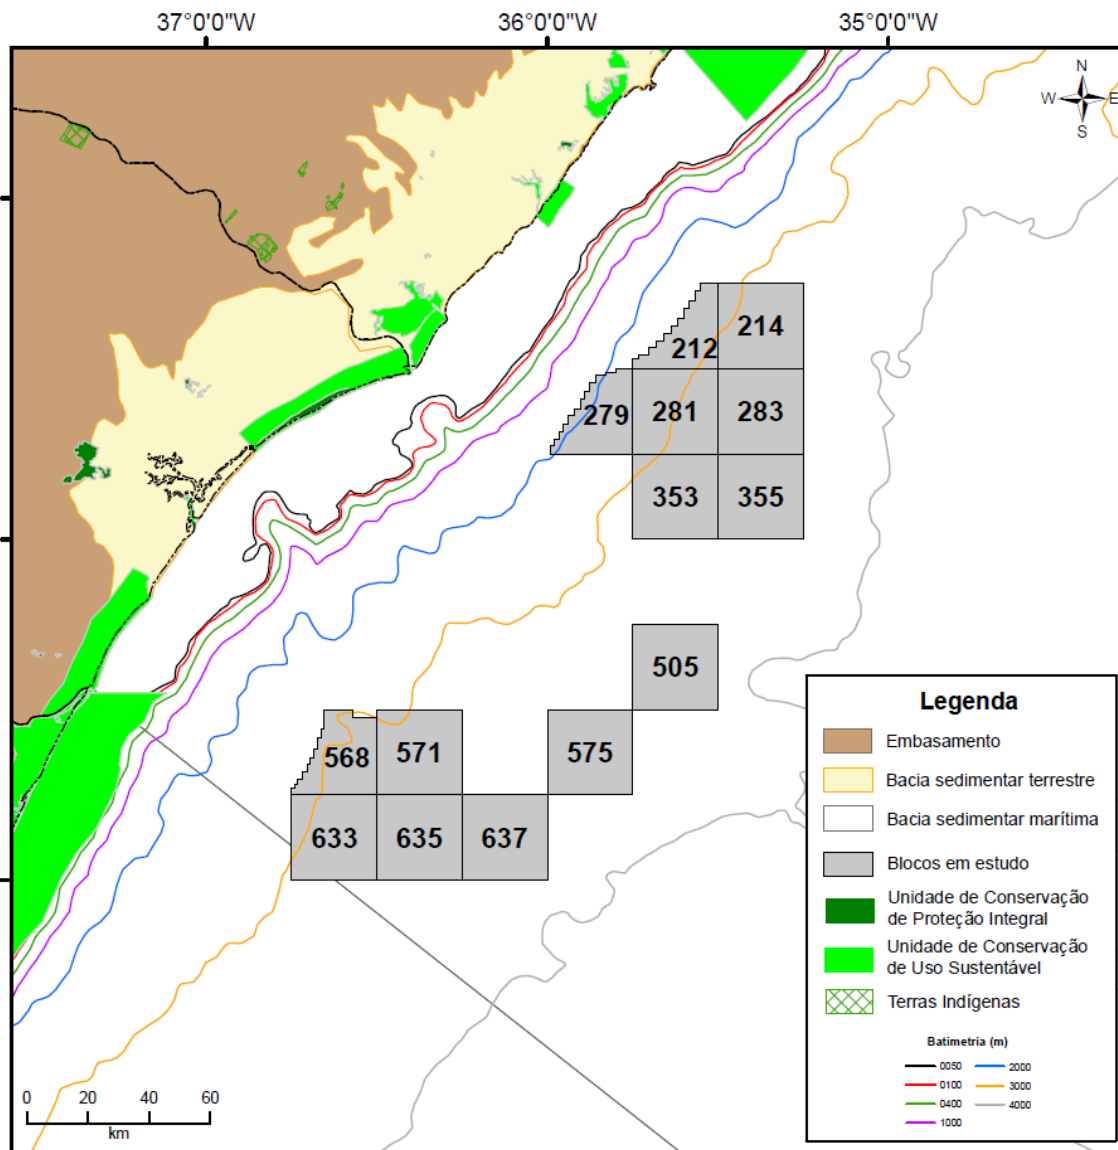 37°0'0"W 36°0'0"W 35°0'0"W
N
W E
S
214
212
279 281 283
353 355
505
568 571 575
633 635 637
Legenda
Embasamento
Bacia sedimentar terrestre
Bacia sedimentar marítima
Blocos em estudo
Unidade de Conservação
de Proteção Integral
Unidade de Conservação
de Uso Sustentável
Terras Indígenas
Batimetria (m)
0050 2000
0100 3000
0400 4000
1000
0 20 40 60
km